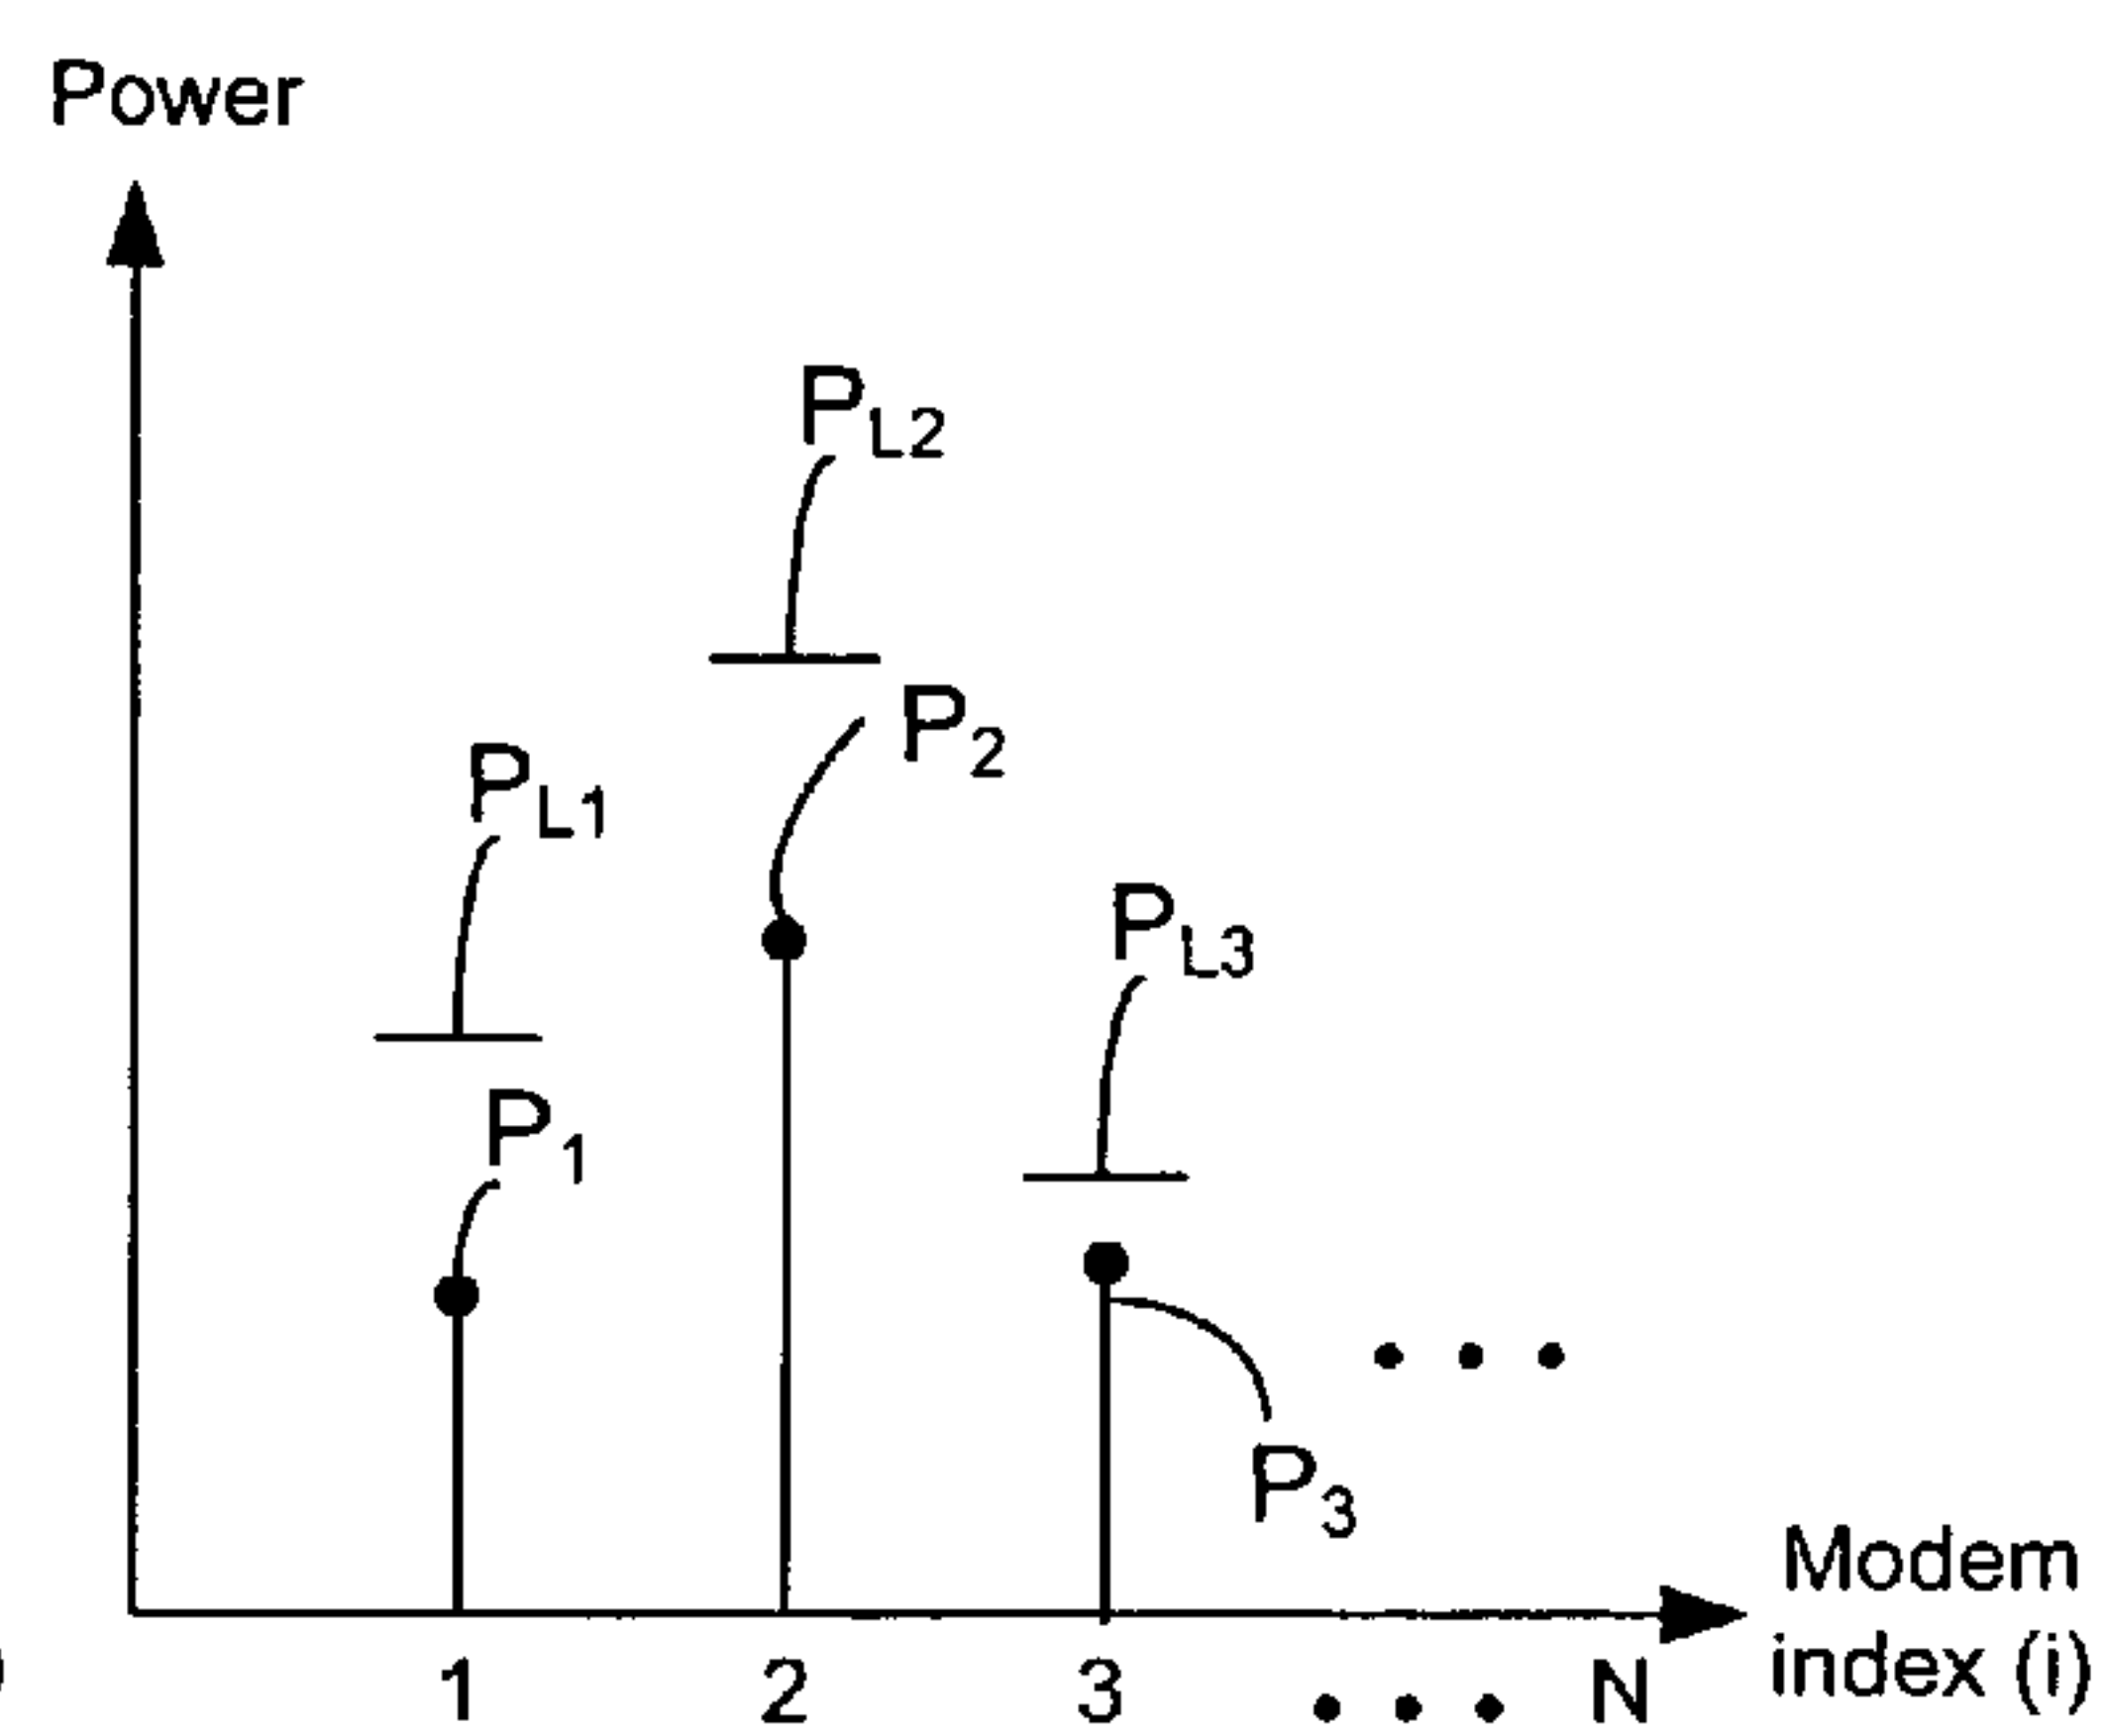 Power
P_L2
P_2
P_L1
P_L3
P_1
• • •
P_3
Modem
index (i)
1 2 3 • • • N